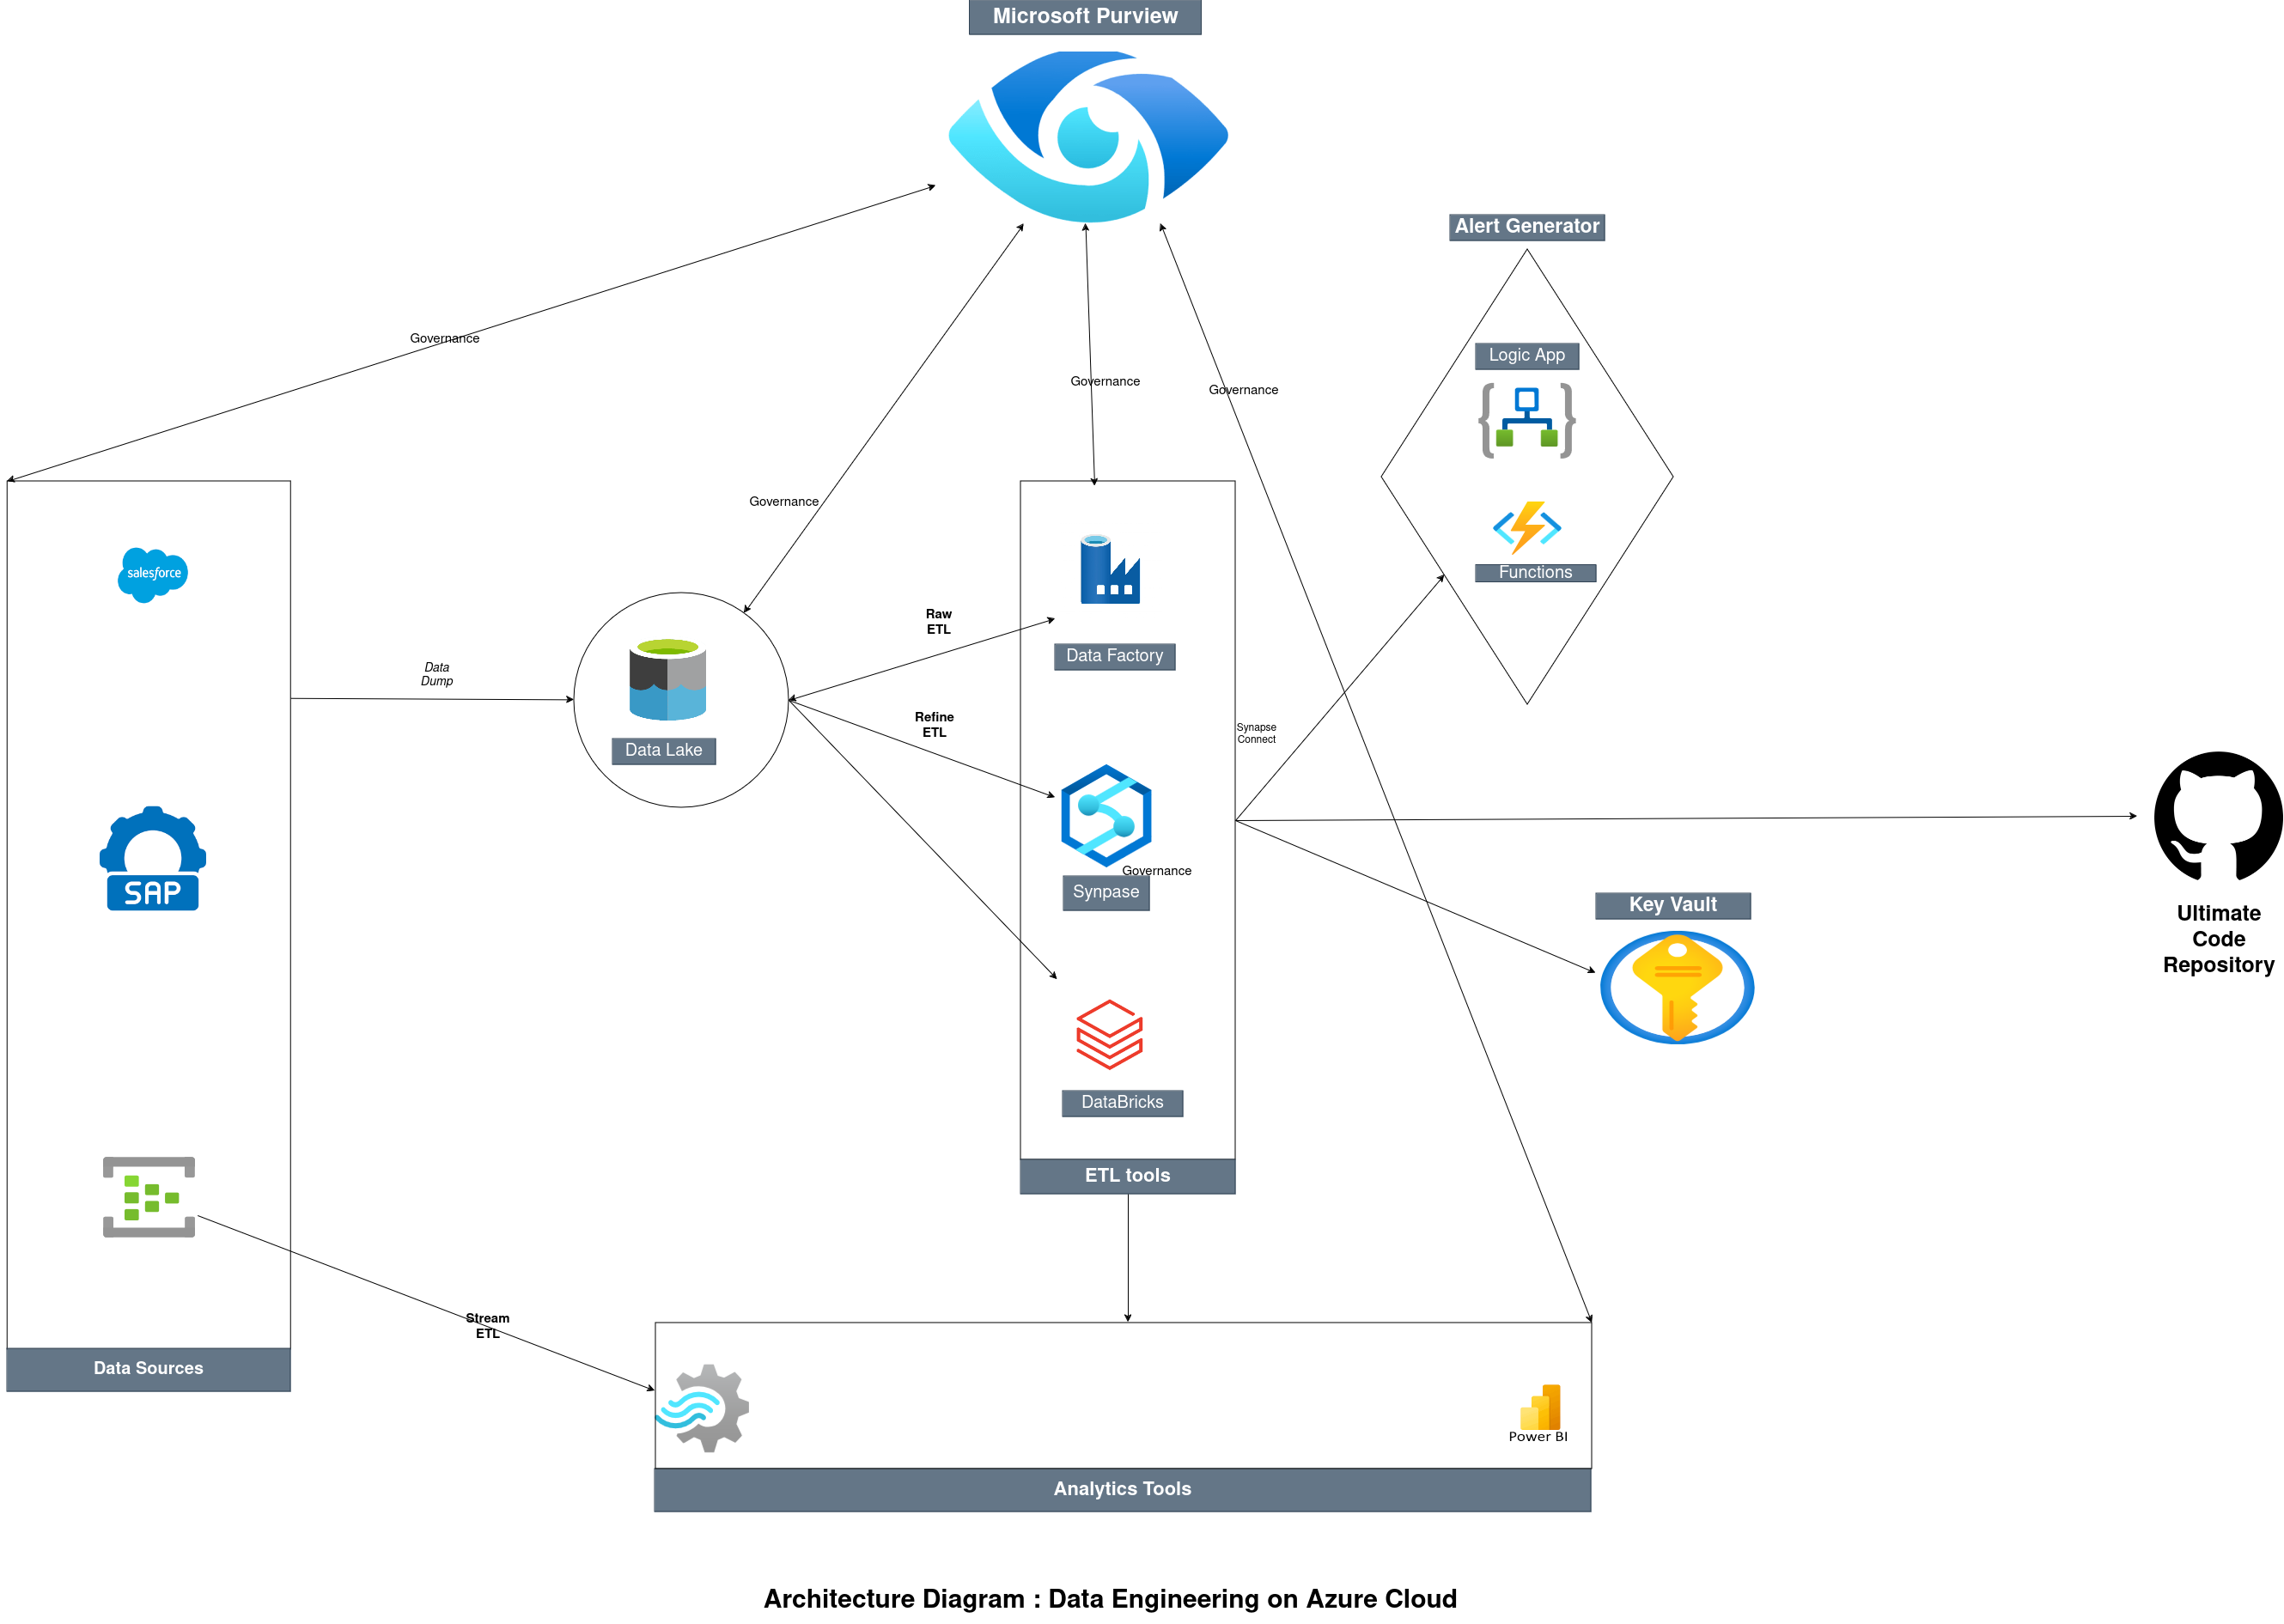 Microsoft Purview
Alert Generator
Governance
Logic App
Governance
Governance
Governance
salesforce
Functions
Raw
ETL
Data Factory
Data
Dump
Refine
ETL
Data Lake
Synapse
Connect
SAP
Governance
Synpase
Key Vault
Ultimate
Code
Repository
DataBricks
ETL tools
Stream
ETL
Data Sources
Power BI
Analytics Tools
Architecture Diagram : Data Engineering on Azure Cloud